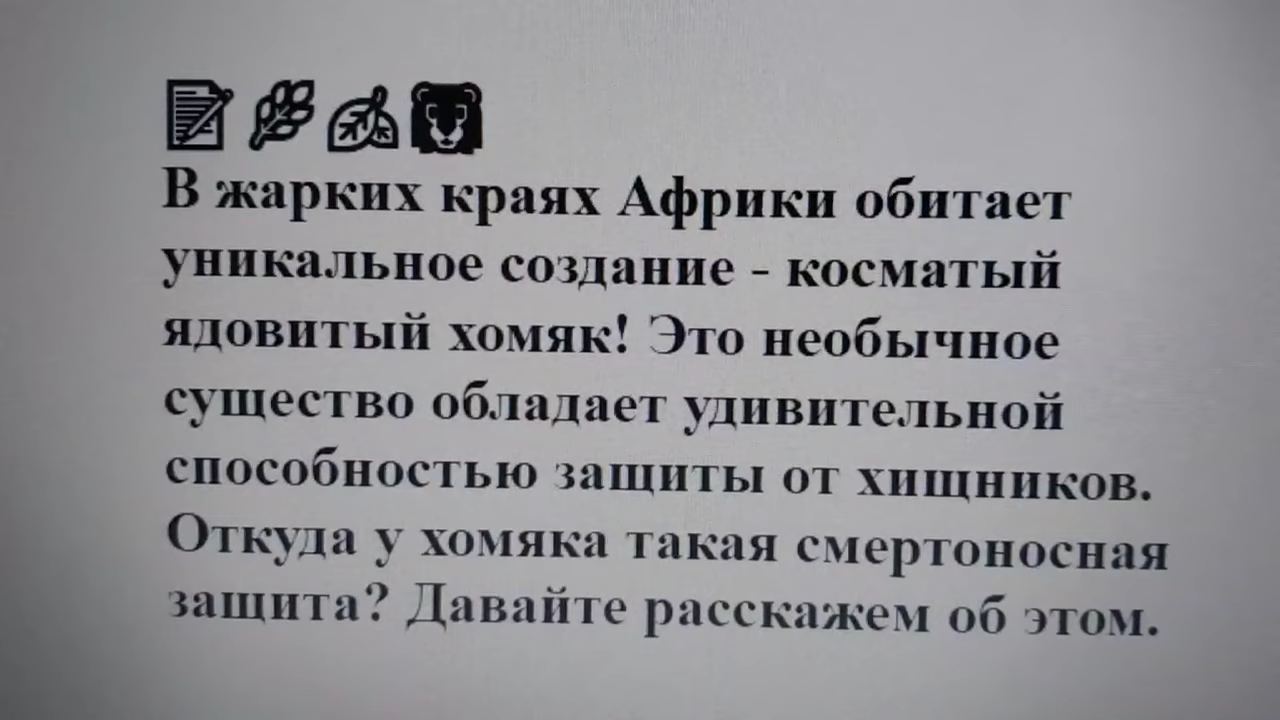 В жарких краях Африки обитает
уникальное создание - косматый
ядовитый хомяк! Это необычное
существо обладает удивительной
способностью защиты от хищников.
Откуда у хомяка такая смертоносная
защита? Давайте расскажем об этом.